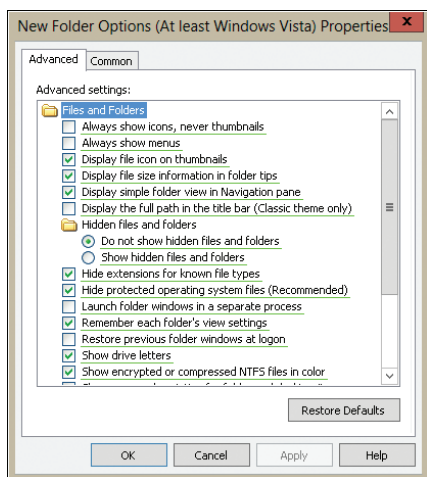 New Folder Options (At least Windows Vista) Properties
x
Advanced
Common
Advanced settings:
Files and Folders
Always show icons, never thumbnails
Always show menus
Display file icon on thumbnails
Display file size information in folder tips
Display simple folder view in Navigation pane
Display the full path in the title bar (Classic theme only)
Hidden files and folders
Do not show hidden files and folders
Show hidden files and folders
Hide extensions for known file types
Hide protected operating system files (Recommended)
Launch folder windows in a separate process
Remember each folder's view settings
Restore previous folder windows at logon
Show drive letters
Show encrypted or compressed NTFS files in color
Restore Defaults
OK
Cancel
Apply
Help